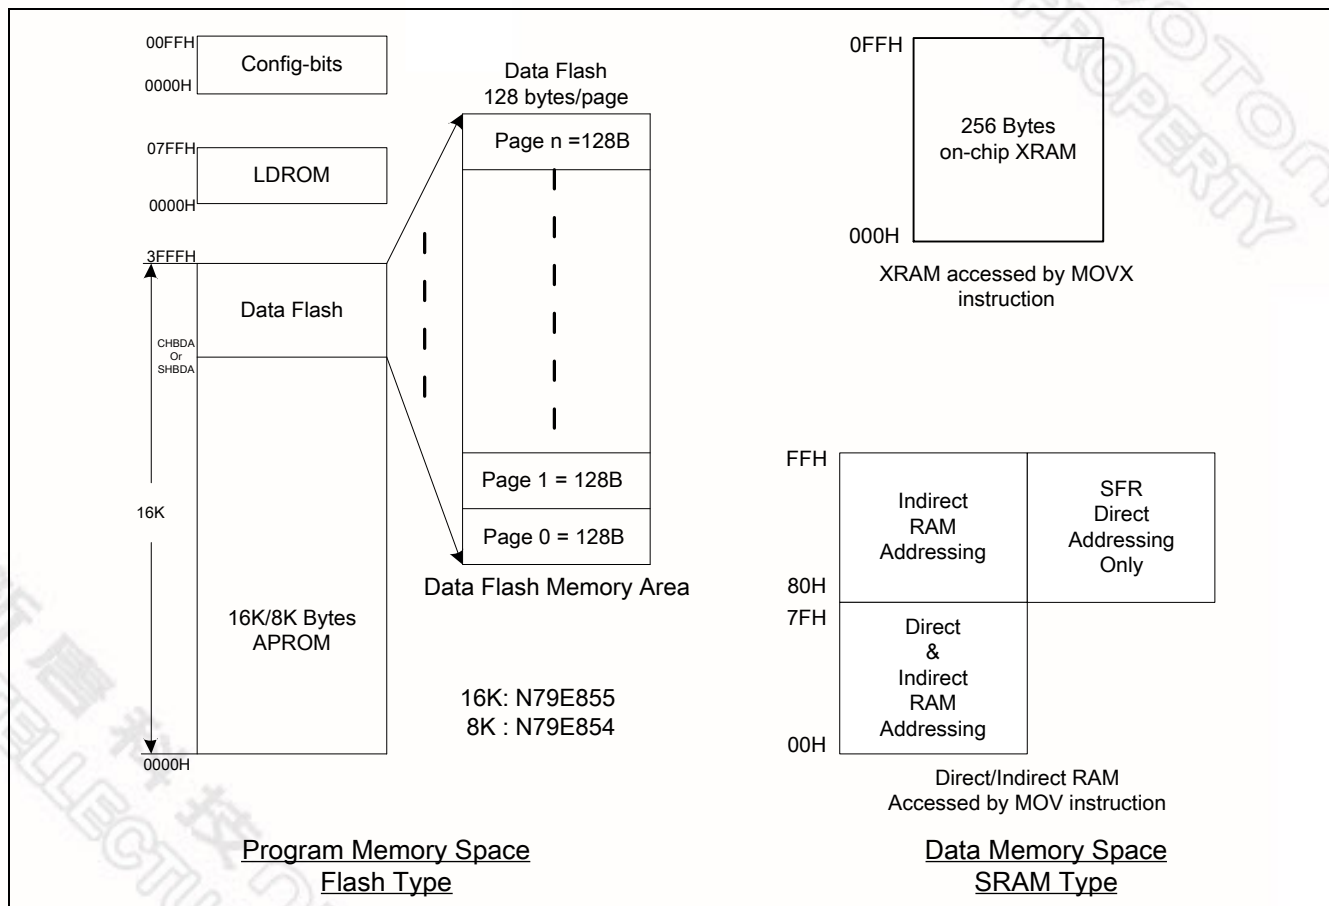 00FFH
Config-bits
0000H
07FFH
LDROM
0000H
3FFFH
Data Flash
CHBDA
Or
SHBDA
16K
16K/8K Bytes
APROM
0000H
Data Flash
128 bytes/page
Page n =128B
Page 1 = 128B
Page 0 = 128B
Data Flash Memory Area
16K: N79E855
8K : N79E854
Program Memory Space
Flash Type
0FFH
256 Bytes
on-chip XRAM
000H
XRAM accessed by MOVX
instruction
FFH
Indirect
RAM
Addressing
SFR
Direct
Addressing
Only
80H
7FH
Direct
&
Indirect
RAM
Addressing
00H
Direct/Indirect RAM
Accessed by MOV instruction
Data Memory Space
SRAM Type
PROPERTY
科技